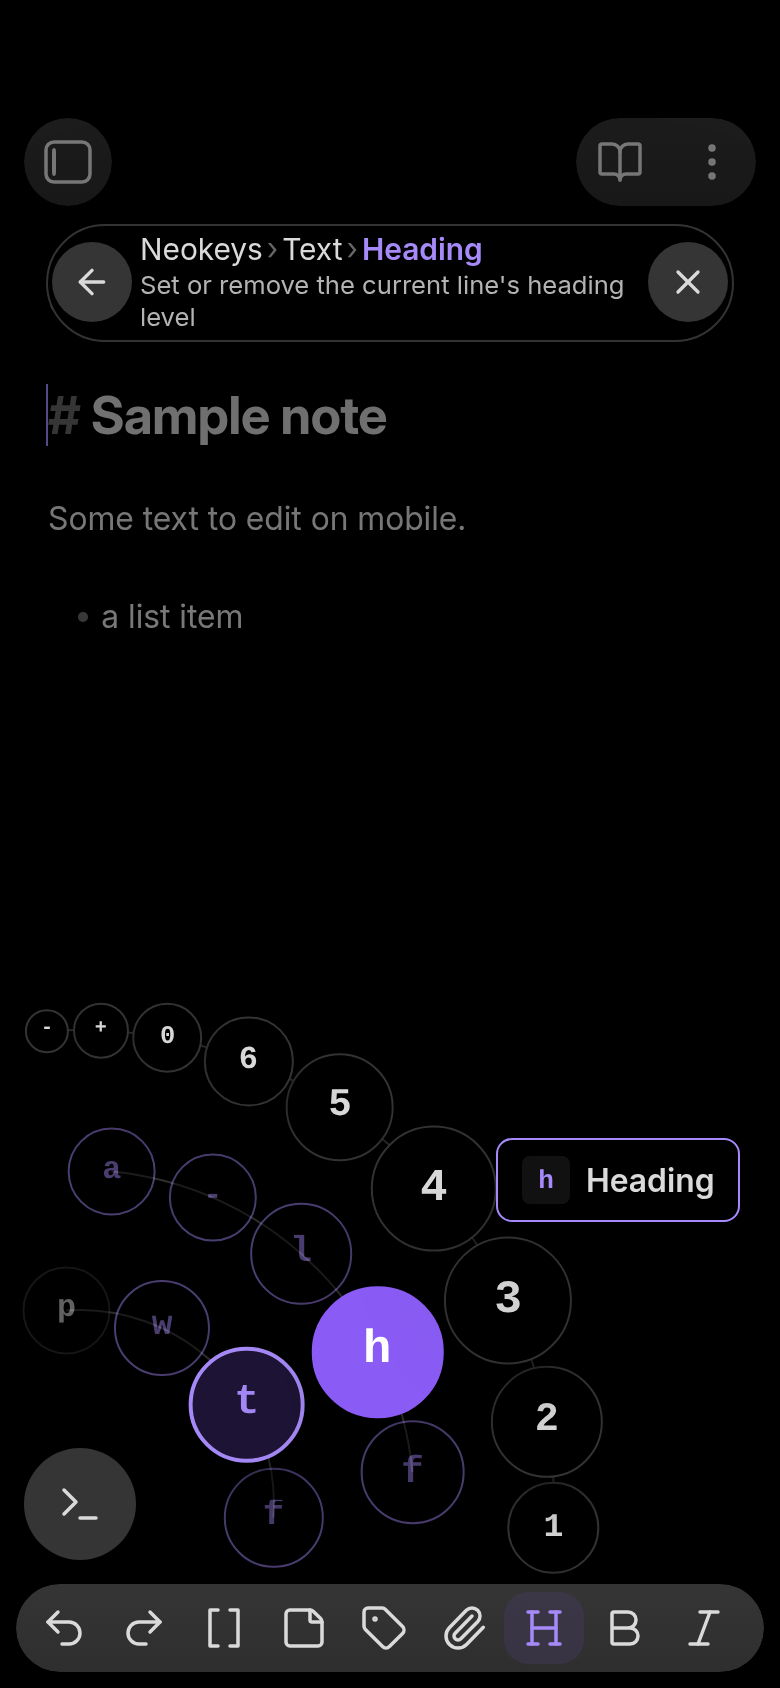 Neokeys › Text › Heading
Set or remove the current line's heading
level
# Sample note
Some text to edit on mobile.
• a list item
- + 0 6 5
4
3
2
1
h Heading
a - l h f
p w t f